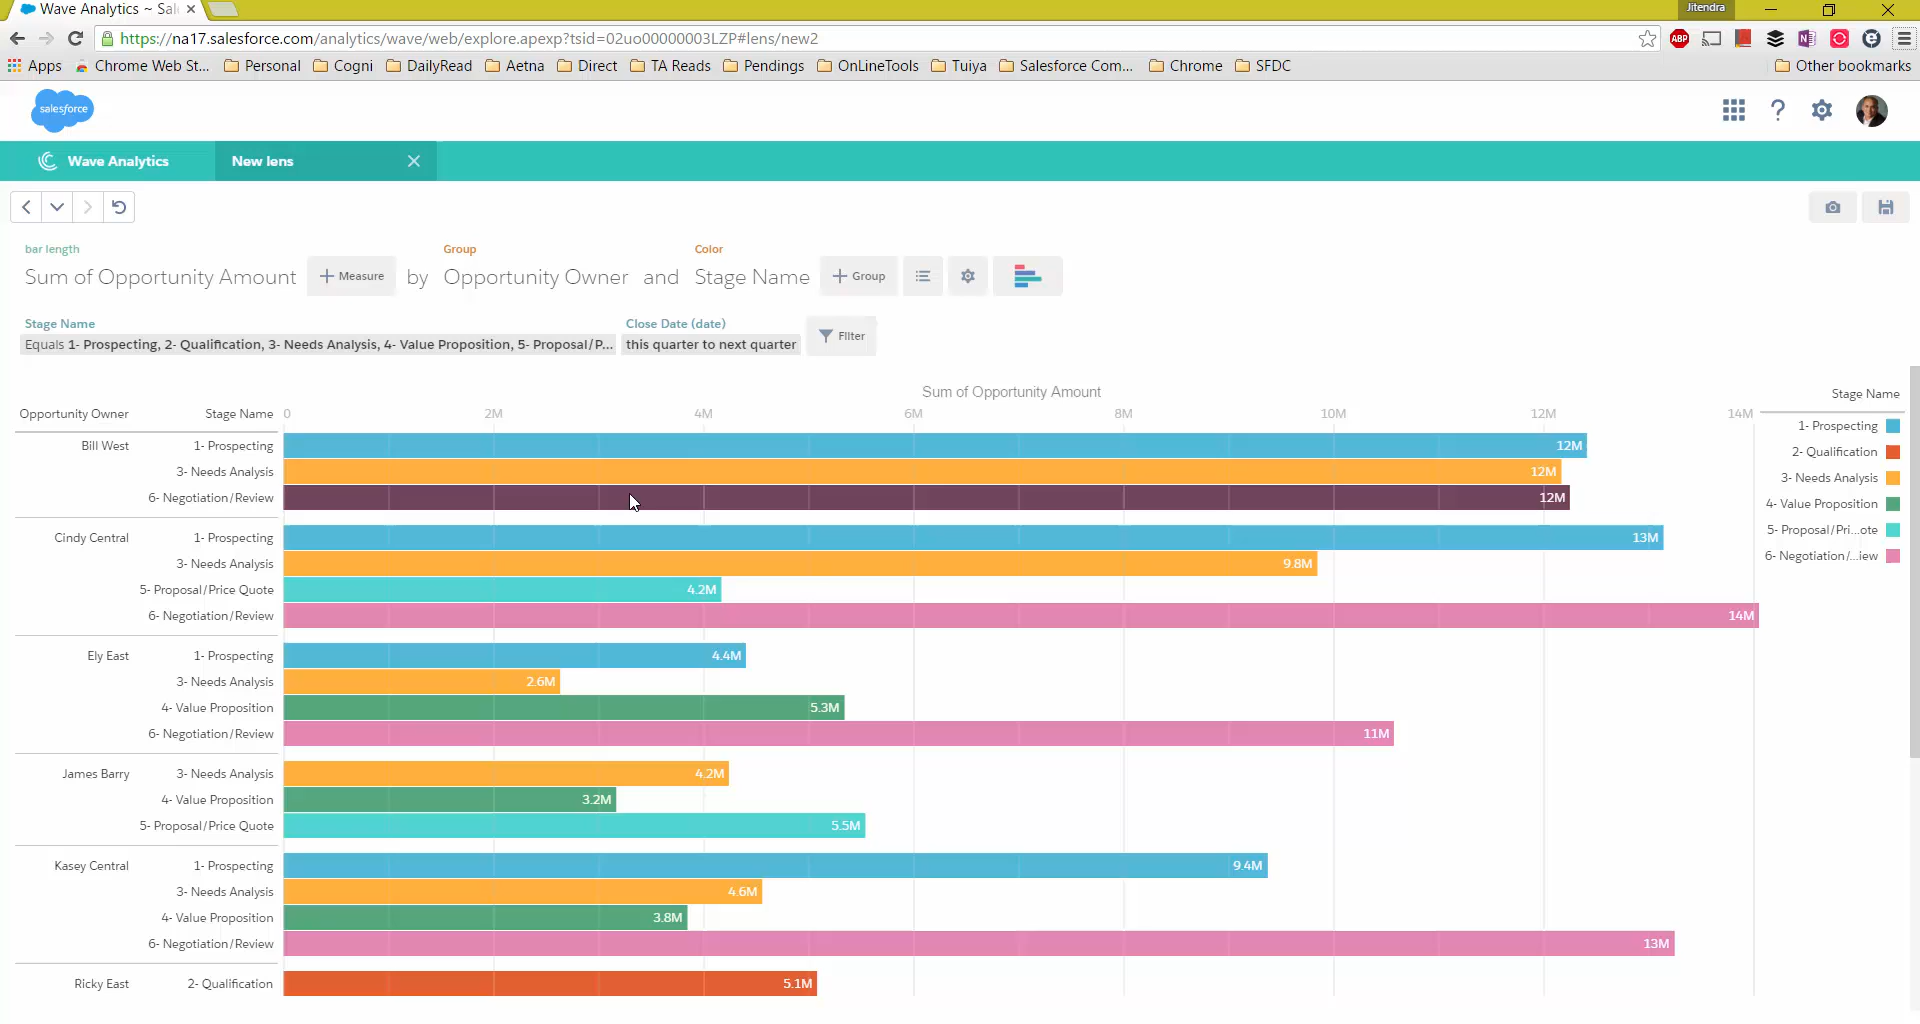 Wave Analytics ~ Sal
Jitendra
https://na17.salesforce.com/analytics/wave/web/explore.apexp?tsid=02uo00000003LZP#lens/new2
ABP
Apps Chrome Web St... Personal Cogni DailyRead Aetna Direct TA Reads Pendings OnLineTools Tuiya Salesforce Com... Chrome SFDC Other bookmarks
salesforce
Wave Analytics New lens
bar length Group Color
Sum of Opportunity Amount + Measure by Opportunity Owner and Stage Name + Group
Stage Name Close Date (date)
Equals 1- Prospecting, 2- Qualification, 3- Needs Analysis, 4- Value Proposition, 5- Proposal/P... this quarter to next quarter Filter
Sum of Opportunity Amount
Opportunity Owner Stage Name 0 2M 4M 6M 8M 10M 12M 14M
Bill West 1- Prospecting 12M
3- Needs Analysis 12M
6- Negotiation/Review 12M
Cindy Central 1- Prospecting 13M
3- Needs Analysis 9.8M
5- Proposal/Price Quote 4.2M
6- Negotiation/Review 14M
Ely East 1- Prospecting 4.4M
3- Needs Analysis 2.6M
4- Value Proposition 5.3M
6- Negotiation/Review 11M
James Barry 3- Needs Analysis 4.2M
4- Value Proposition 3.2M
5- Proposal/Price Quote 5.5M
Kasey Central 1- Prospecting 9.4M
3- Needs Analysis 4.6M
4- Value Proposition 3.8M
6- Negotiation/Review 13M
Ricky East 2- Qualification 5.1M
Stage Name
1- Prospecting
2- Qualification
3- Needs Analysis
4- Value Proposition
5- Proposal/Pri...ote
6- Negotiation/...iew